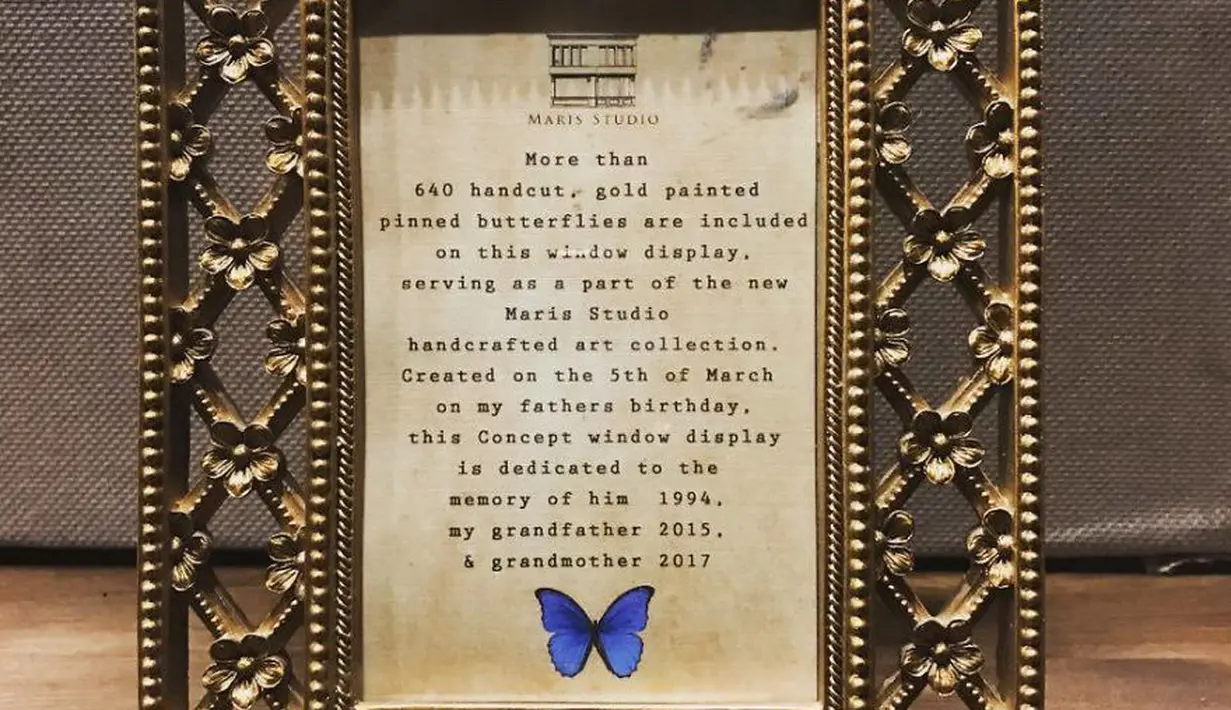 MARIS STUDIO
More than
640 handcut, gold painted
pinned butterflies are included
on this window display,
serving as a part of the new
Maris Studio
handcrafted art collection.
Created on the 5th of March
on my fathers birthday,
this Concept window display
is dedicated to the
memory of him 1994,
my grandfather 2015,
& grandmother 2017